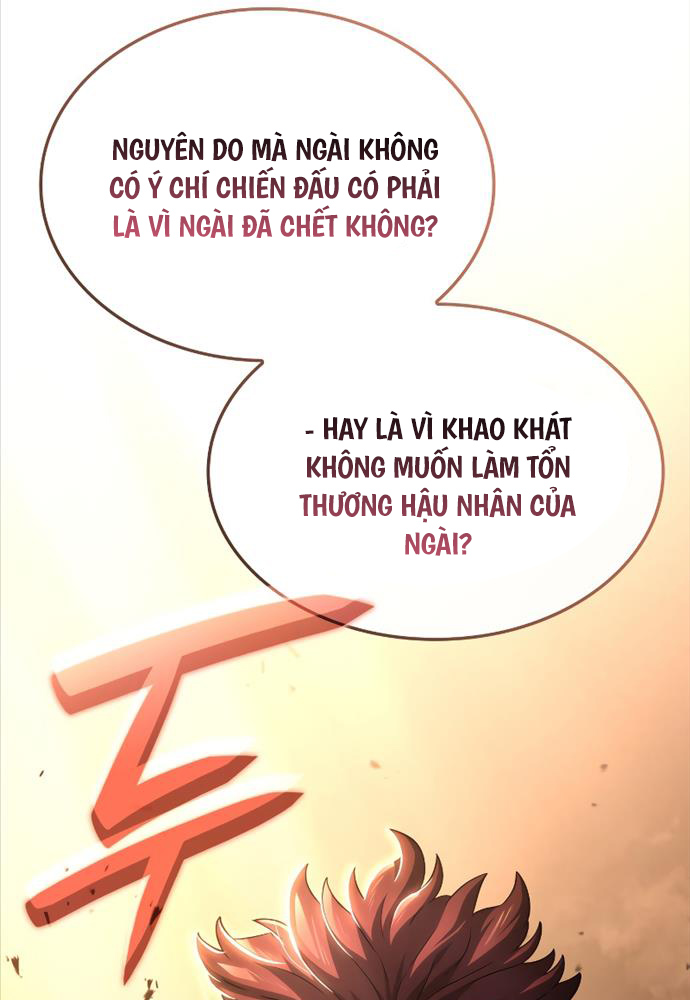 NGUYÊN DO MÀ NGÀI KHÔNG
CÓ Ý CHÍ CHIẾN ĐẤU CÓ PHẢI
LÀ VÌ NGÀI ĐÃ CHẾT KHÔNG?
- HAY LÀ VÌ KHAO KHÁT
KHÔNG MUỐN LÀM TỔN
THƯƠNG HẬU NHÂN CỦA
NGÀI?
두